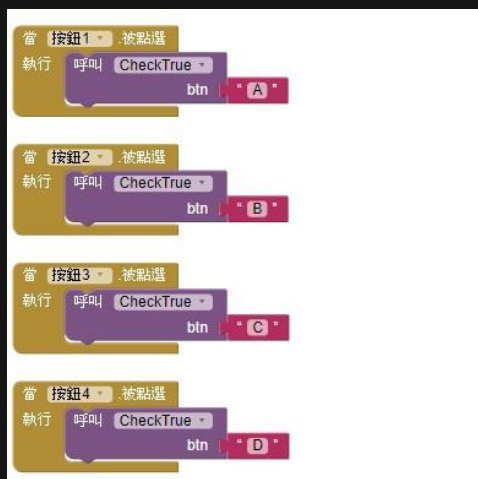 當 按鈕1 .被點選
執行 呼叫 CheckTrue
btn " A "
當 按鈕2 .被點選
執行 呼叫 CheckTrue
btn " B "
當 按鈕3 .被點選
執行 呼叫 CheckTrue
btn " C "
當 按鈕4 .被點選
執行 呼叫 CheckTrue
btn " D "